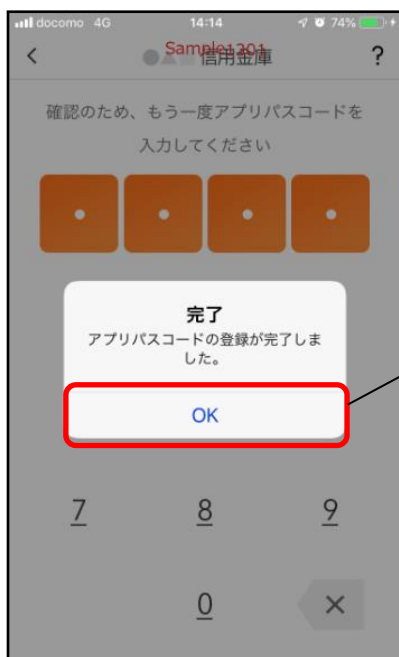 docomo 4G 14:14 74%
Sample1201
●▲■信用金庫 ?
確認のため、もう一度アプリパスコードを
入力してください
完了
アプリパスコードの登録が完了しま
した。
OK
7 8 9
0